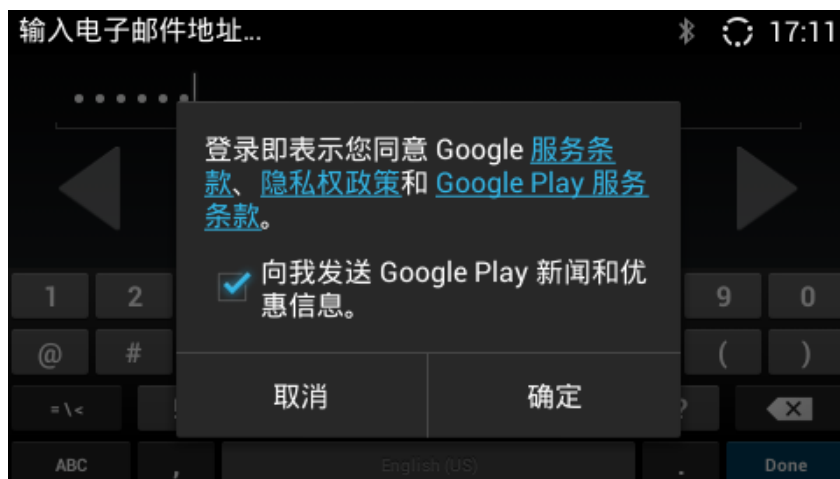 输入电子邮件地址... 17:11
••••••
登录即表示您同意 Google 服务条
款、隐私权政策和 Google Play 服务
条款。
向我发送 Google Play 新闻和优
惠信息。
1 2 9 0
@ # ( )
取消 确定
=\< ?
ABC , English (US) . Done